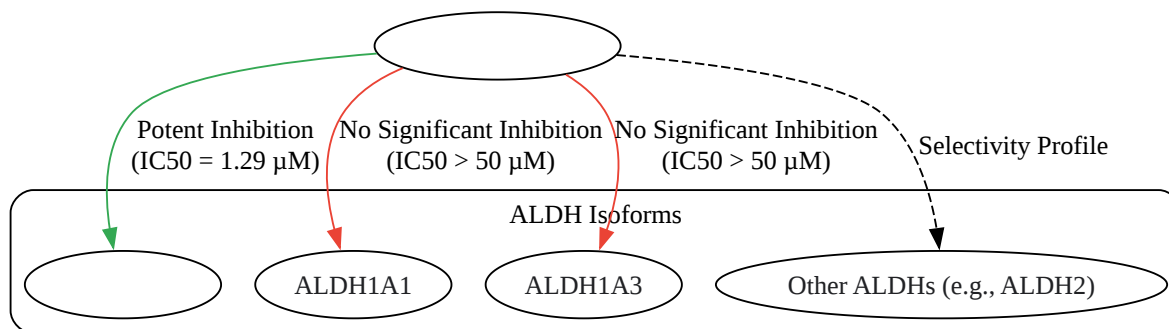 Potent Inhibition
(IC50 = 1.29 µM)
No Significant Inhibition
(IC50 > 50 µM)
No Significant Inhibition
(IC50 > 50 µM)
Selectivity Profile
ALDH Isoforms
ALDH1A1
ALDH1A3
Other ALDHs (e.g., ALDH2)